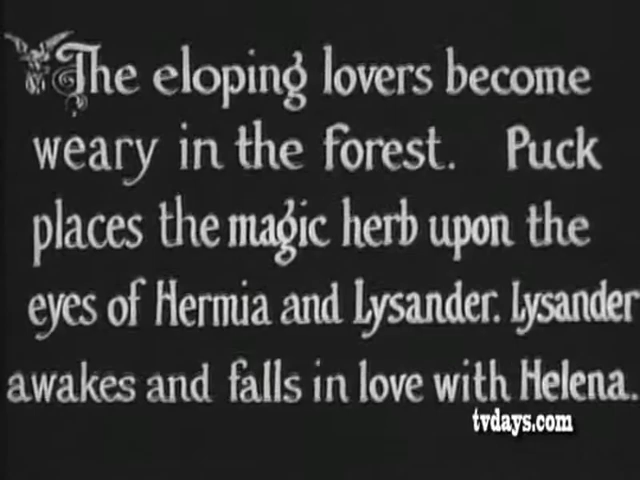 The eloping lovers become
weary in the forest. Puck
places the magic herb upon the
eyes of Hermia and Lysander. Lysander
awakes and falls in love with Helena.
tvdays.com